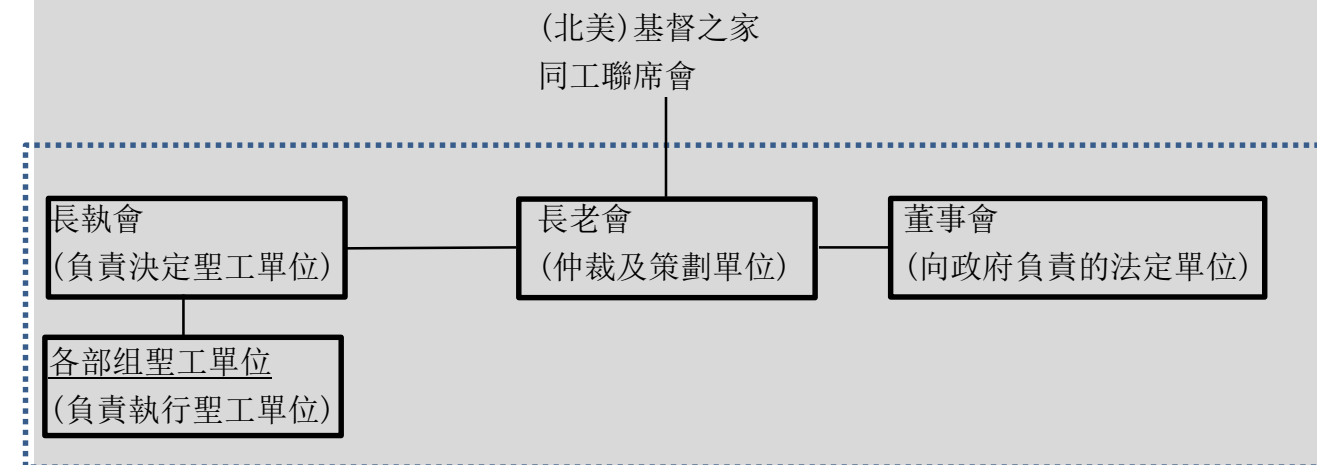 (北美)基督之家
同工聯席會
長執會
(負責決定聖工單位)
長老會
(仲裁及策劃單位)
董事會
(向政府負責的法定單位)
各部组聖工單位
(負責執行聖工單位)